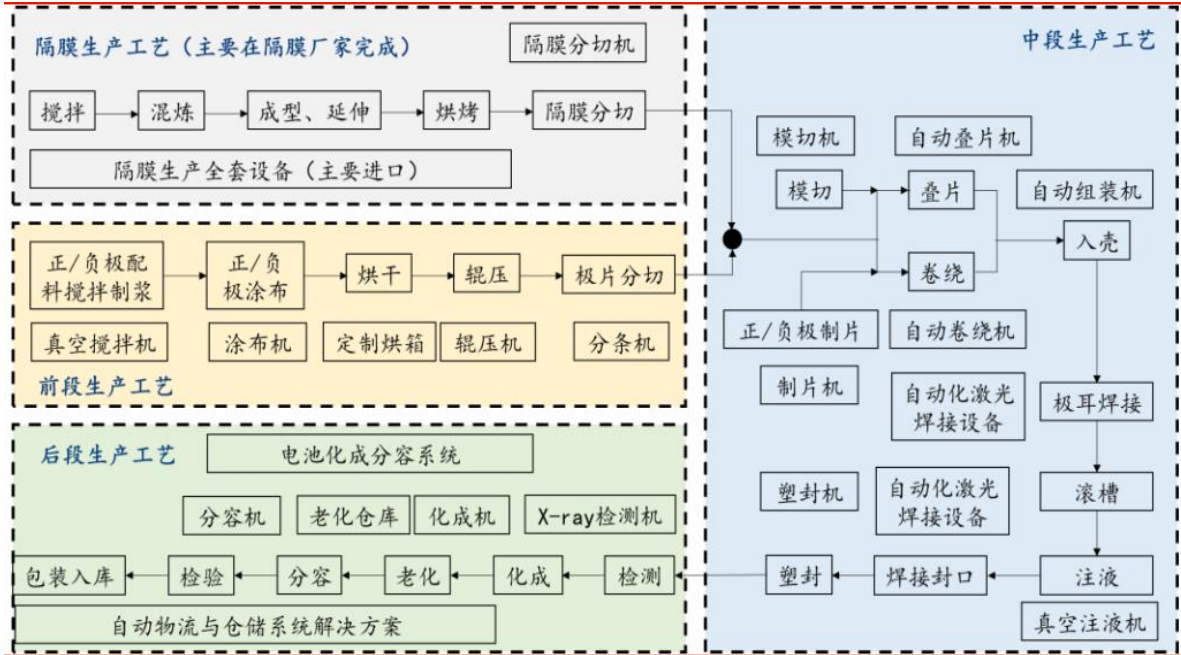 隔膜生产工艺（主要在隔膜厂家完成）
隔膜分切机
搅拌
混炼
成型、延伸
烘烤
隔膜分切
隔膜生产全套设备（主要进口）
正/负极配
料搅拌制浆
正/负
极涂布
烘干
辊压
极片分切
真空搅拌机
涂布机
定制烘箱
辊压机
分条机
前段生产工艺
中段生产工艺
模切机
自动叠片机
模切
叠片
自动组装机
入壳
卷绕
正/负极制片
自动卷绕机
制片机
自动化激光
焊接设备
极耳焊接
塑封机
自动化激光
焊接设备
滚槽
塑封
焊接封口
注液
真空注液机
后段生产工艺
电池化成分容系统
分容机
老化仓库
化成机
X-ray检测机
包装入库
检验
分容
老化
化成
检测
自动物流与仓储系统解决方案